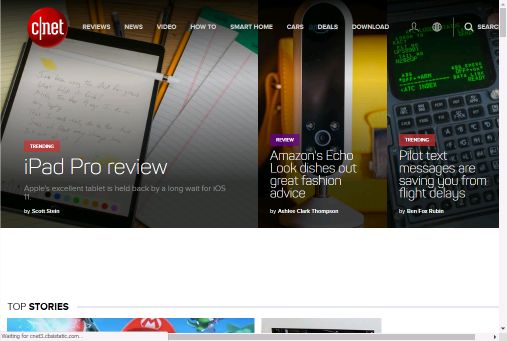 c|net
REVIEWS NEWS VIDEO HOW TO SMART HOME CARS DEALS DOWNLOAD SEARC
TRENDING
iPad Pro review
Apple's excellent tablet is held back by a long wait for iOS
11.
by Scott Stein
REVIEW
Amazon's Echo
Look dishes out
great fashion
advice
by Ashlee Clark Thompson
TRENDING
Pilot text
messages are
saving you from
flight delays
by Ben Fox Rubin
<ATC INDEX
TOP STORIES
Waiting for cnet3.cbsistatic.com...